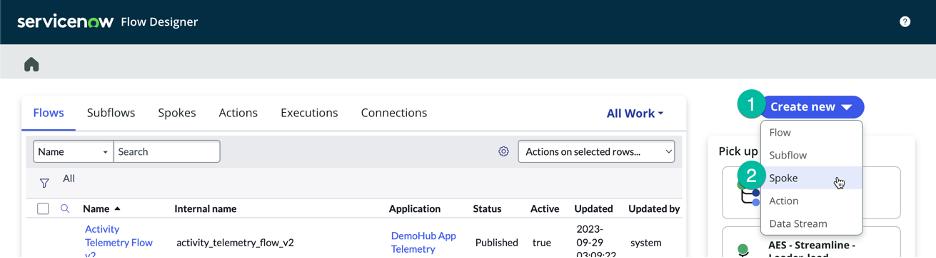 servicenow Flow Designer ?
Flows Subflows Spokes Actions Executions Connections All Work
1 Create new
Name Search Actions on selected rows...
Flow
Subflow
2 Spoke
Action
Data Stream
Pick up
All
Name Internal name Application Status Active Updated Updated by
Activity
Telemetry Flow
v2
activity_telemetry_flow_v2
DemoHub App
Telemetry
Published true
2023-
09-29
03:09:22
system
AES - Streamline -